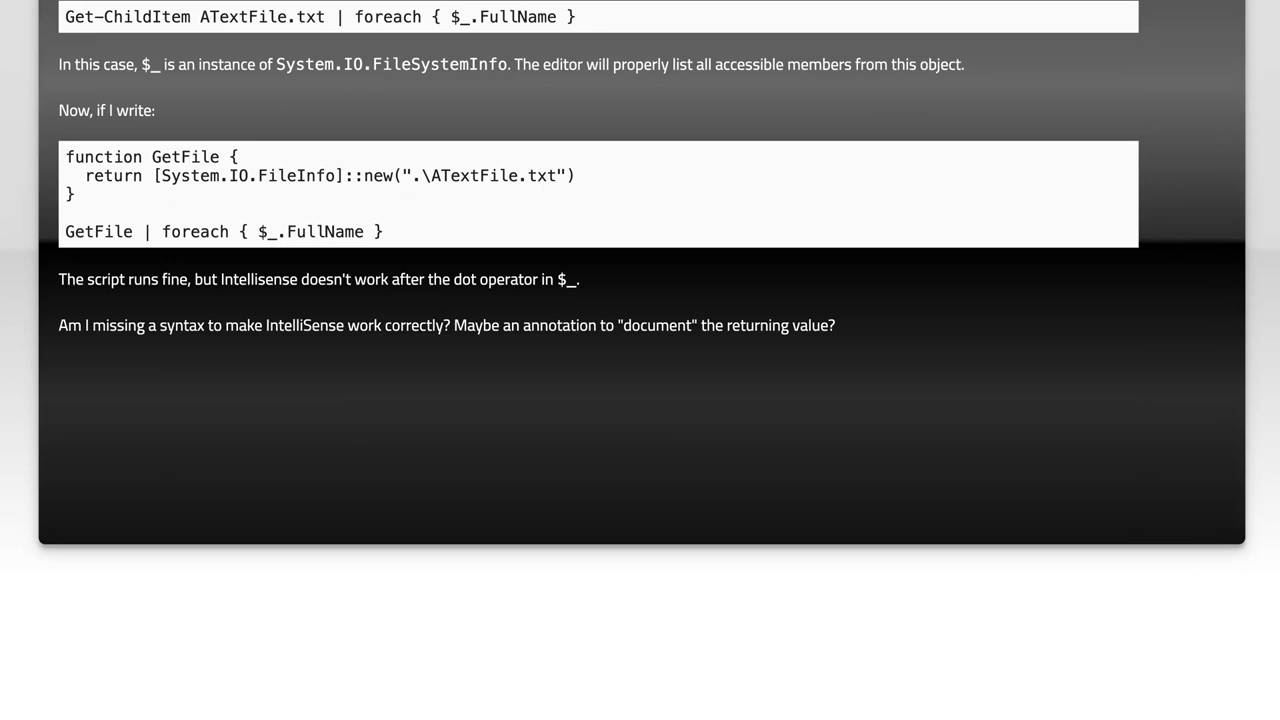 Get-ChildItem ATextFile.txt | foreach { $_.FullName }
In this case, $_ is an instance of System.IO.FileSystemInfo. The editor will properly list all accessible members from this object.
Now, if I write:
function GetFile {
  return [System.IO.FileInfo]::new(".\ATextFile.txt")
}
GetFile | foreach { $_.FullName }
The script runs fine, but Intellisense doesn't work after the dot operator in $_.
Am I missing a syntax to make IntelliSense work correctly? Maybe an annotation to "document" the returning value?